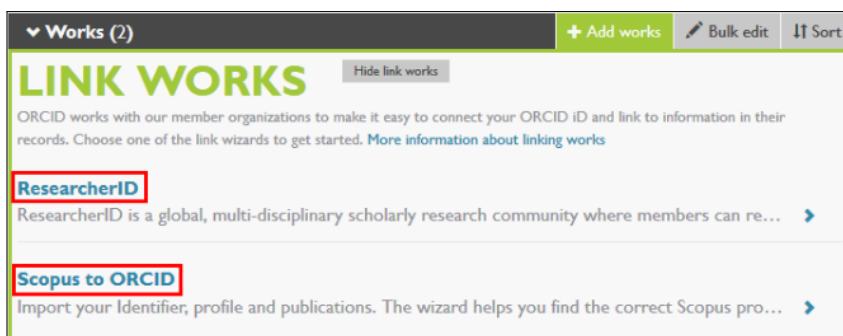 Works (2) + Add works Bulk edit Sort
LINK WORKS Hide link works
ORCID works with our member organizations to make it easy to connect your ORCID iD and link to information in their
records. Choose one of the link wizards to get started. More information about linking works
ResearcherID
ResearcherID is a global, multi-disciplinary scholarly research community where members can re...
Scopus to ORCID
Import your Identifier, profile and publications. The wizard helps you find the correct Scopus pro...